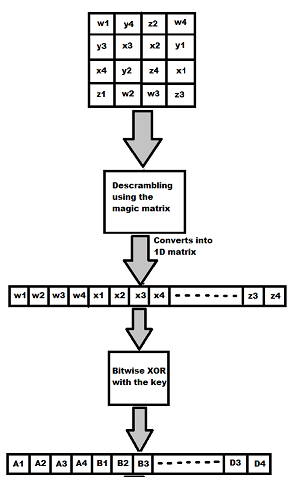 w1 y4 z2 w4
y3 x3 x2 y1
x4 y2 z4 x1
z1 w2 w3 z3
Descrambling
using the
magic matrix
Converts into
1D matrix
w1 w2 w3 w4 x1 x2 x3 x4 - - - - - - - z3 z4
Bitwise XOR
with the key
A1 A2 A3 A4 B1 B2 B3 - - - - - - - D3 D4